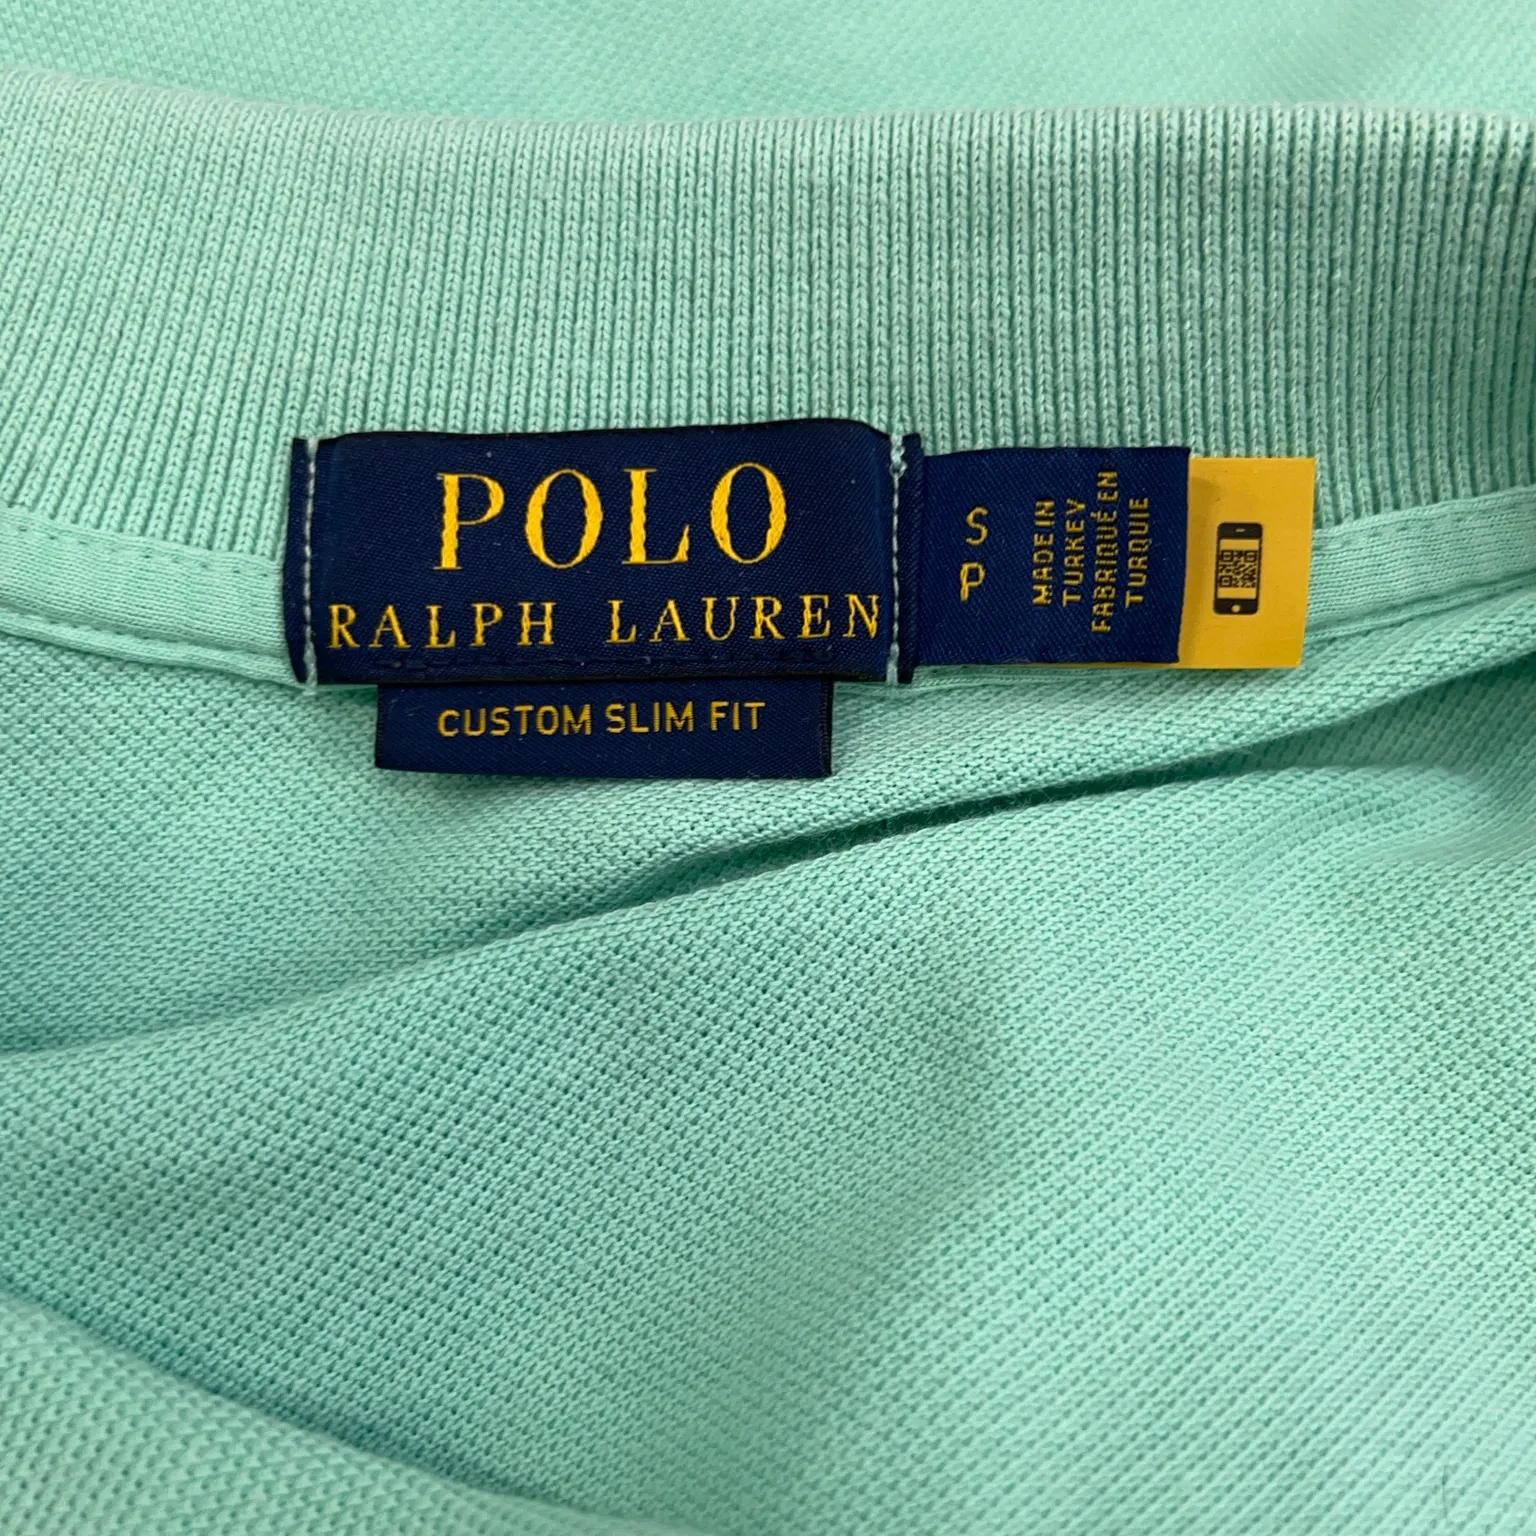 POLO
RALPH LAUREN
CUSTOM SLIM FIT
S
P
MADE IN
TURKEY
FABRIQUÉ EN
TURQUIE